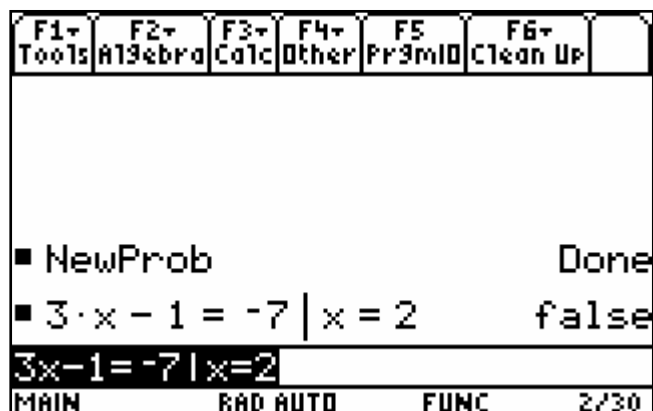 F1▾ F2▾ F3▾ F4▾ F5 F6▾
Tools Algebra Calc Other PrgmIO Clean Up
■ NewProb Done
■ 3·x − 1 = ⁻7 | x = 2 false
3x−1=⁻7|x=2
MAIN RAD AUTO FUNC 2/30